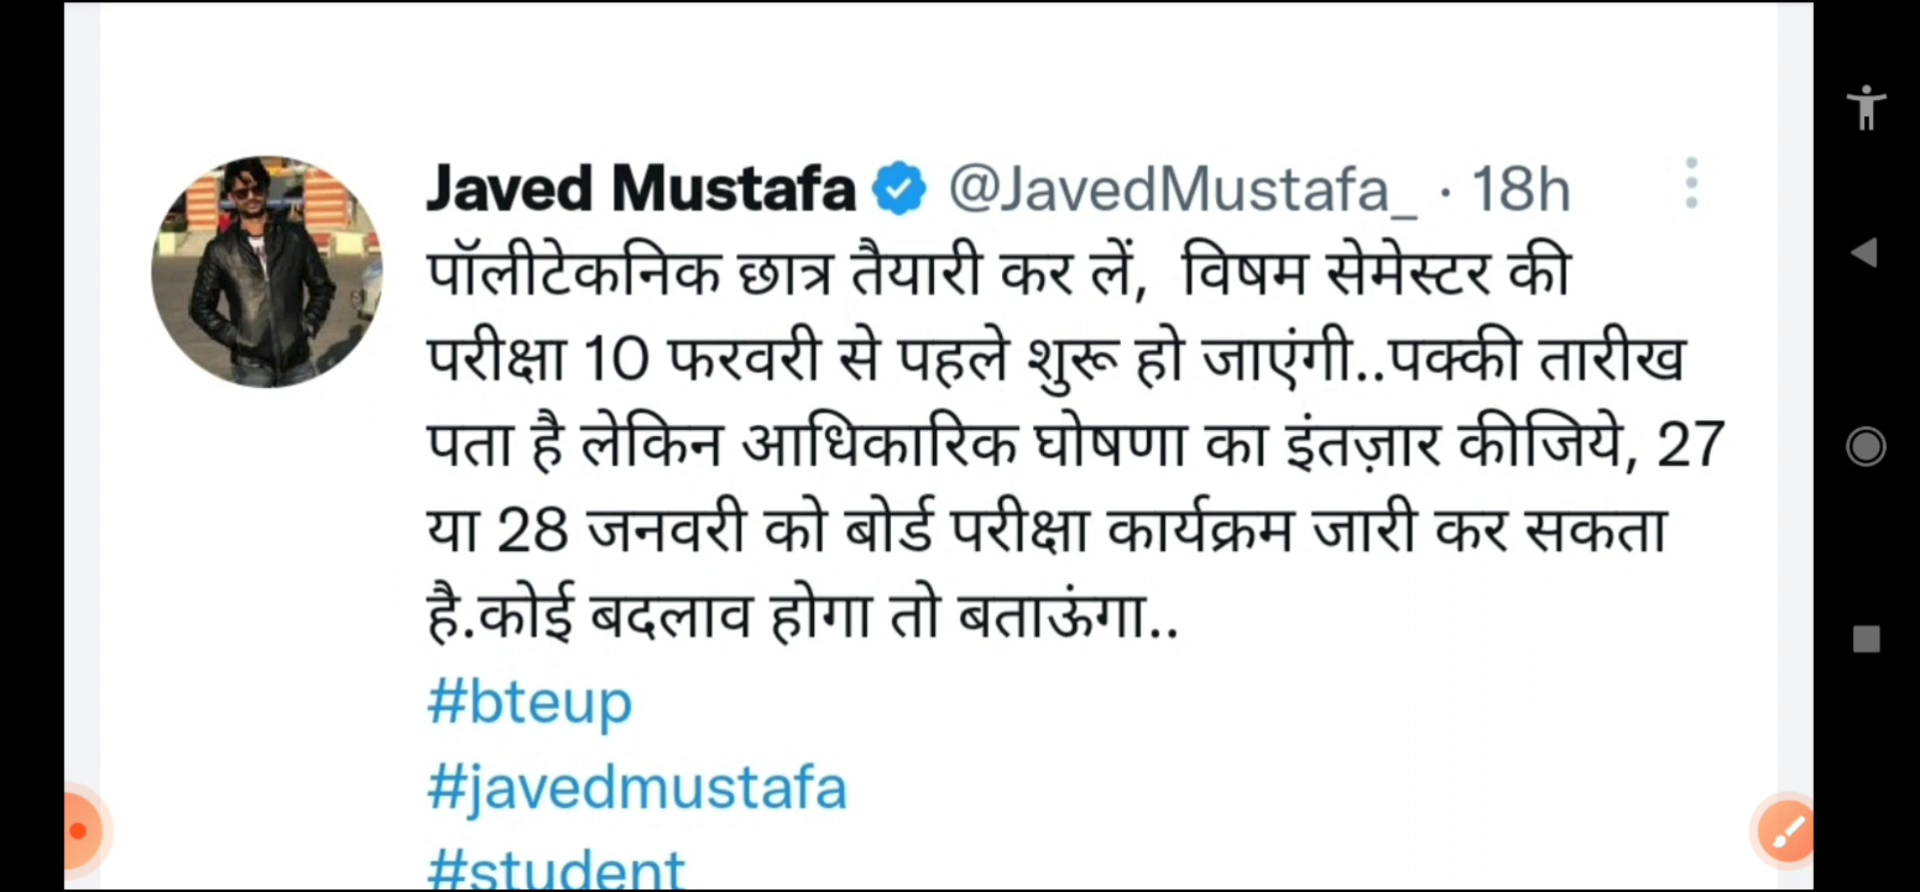 Javed Mustafa @JavedMustafa_ · 18h
पॉलीटेकनिक छात्र तैयारी कर लें, विषम सेमेस्टर की
परीक्षा 10 फरवरी से पहले शुरू हो जाएंगी..पक्की तारीख
पता है लेकिन आधिकारिक घोषणा का इंतज़ार कीजिये, 27
या 28 जनवरी को बोर्ड परीक्षा कार्यक्रम जारी कर सकता
है.कोई बदलाव होगा तो बताऊंगा..
#bteup
#javedmustafa
#student